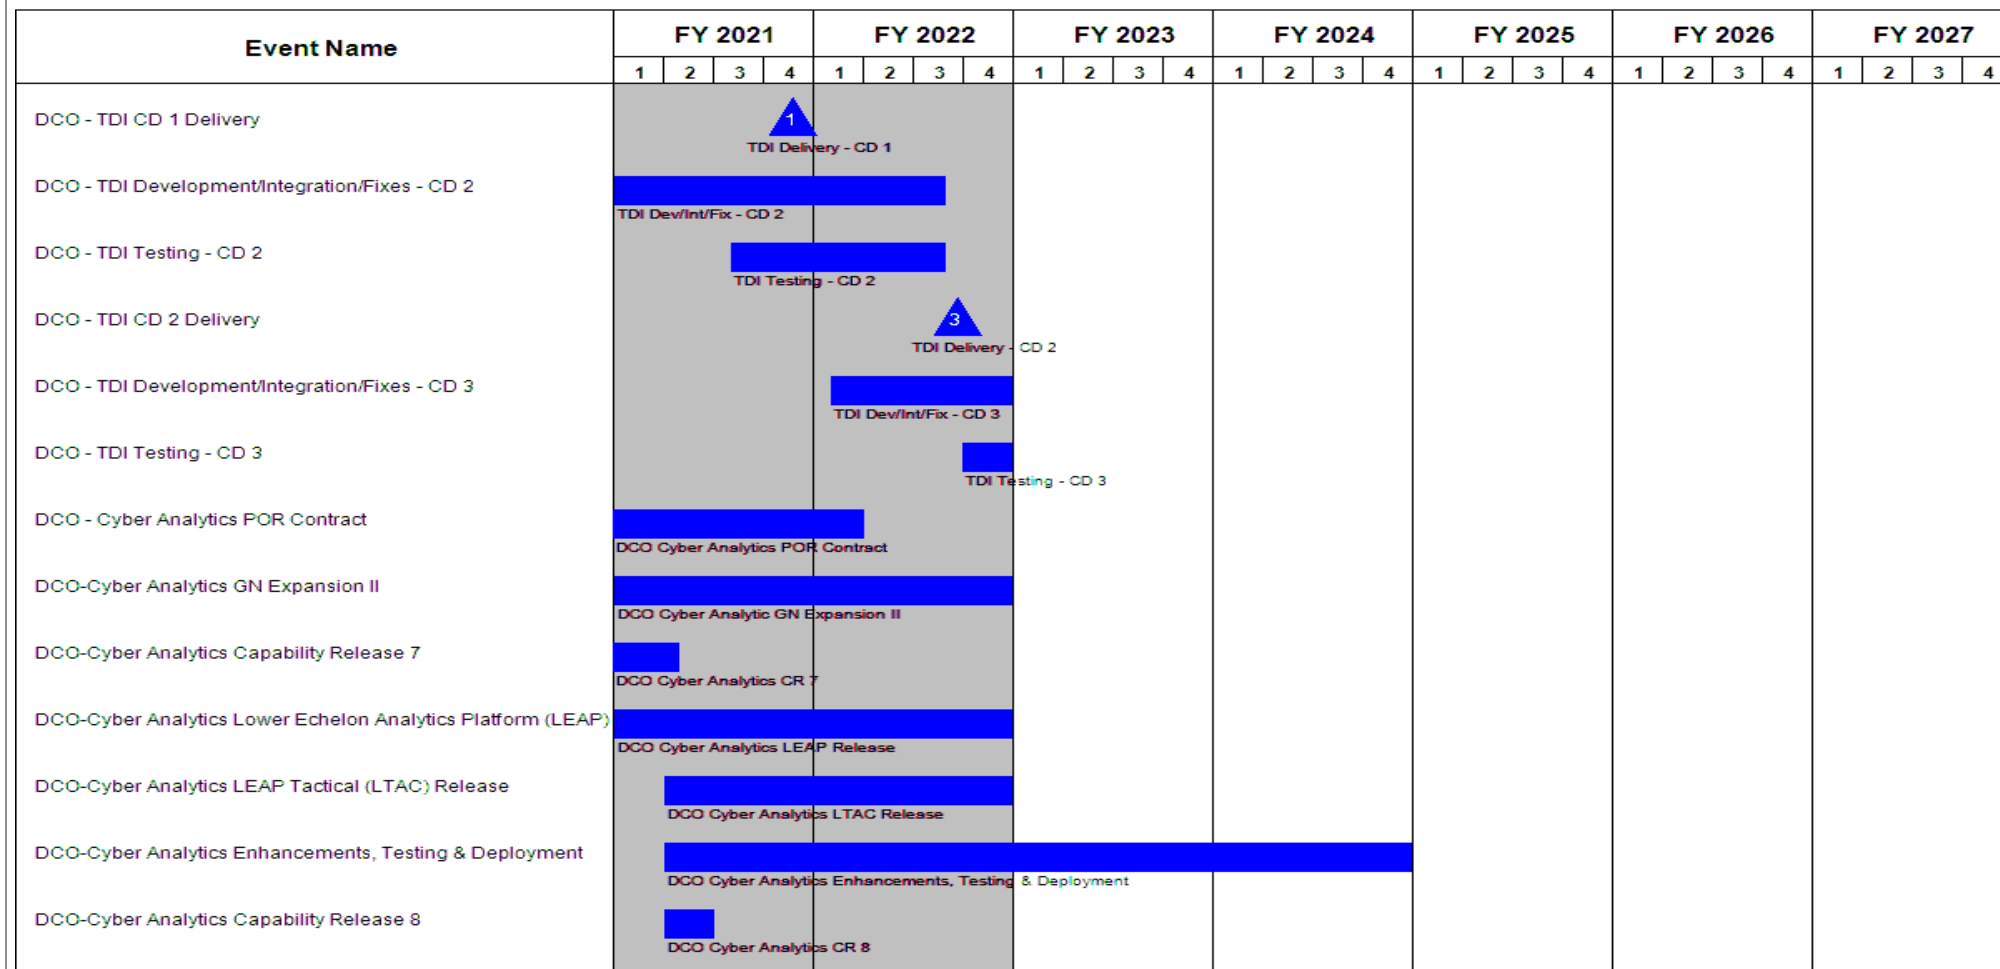 Event Name
FY 2021 FY 2022 FY 2023 FY 2024 FY 2025 FY 2026 FY 2027
1 2 3 4 1 2 3 4 1 2 3 4 1 2 3 4 1 2 3 4 1 2 3 4 1 2 3 4
DCO - TDI CD 1 Delivery
1
TDI Delivery - CD 1
DCO - TDI Development/Integration/Fixes - CD 2
TDI Dev/Int/Fix - CD 2
DCO - TDI Testing - CD 2
TDI Testing - CD 2
DCO - TDI CD 2 Delivery
3
TDI Delivery - CD 2
DCO - TDI Development/Integration/Fixes - CD 3
TDI Dev/Int/Fix - CD 3
DCO - TDI Testing - CD 3
TDI Testing - CD 3
DCO - Cyber Analytics POR Contract
DCO Cyber Analytics POR Contract
DCO-Cyber Analytics GN Expansion II
DCO Cyber Analytic GN Expansion II
DCO-Cyber Analytics Capability Release 7
DCO Cyber Analytics CR 7
DCO-Cyber Analytics Lower Echelon Analytics Platform (LEAP)
DCO Cyber Analytics LEAP Release
DCO-Cyber Analytics LEAP Tactical (LTAC) Release
DCO Cyber Analytics LTAC Release
DCO-Cyber Analytics Enhancements, Testing & Deployment
DCO Cyber Analytics Enhancements, Testing & Deployment
DCO-Cyber Analytics Capability Release 8
DCO Cyber Analytics CR 8